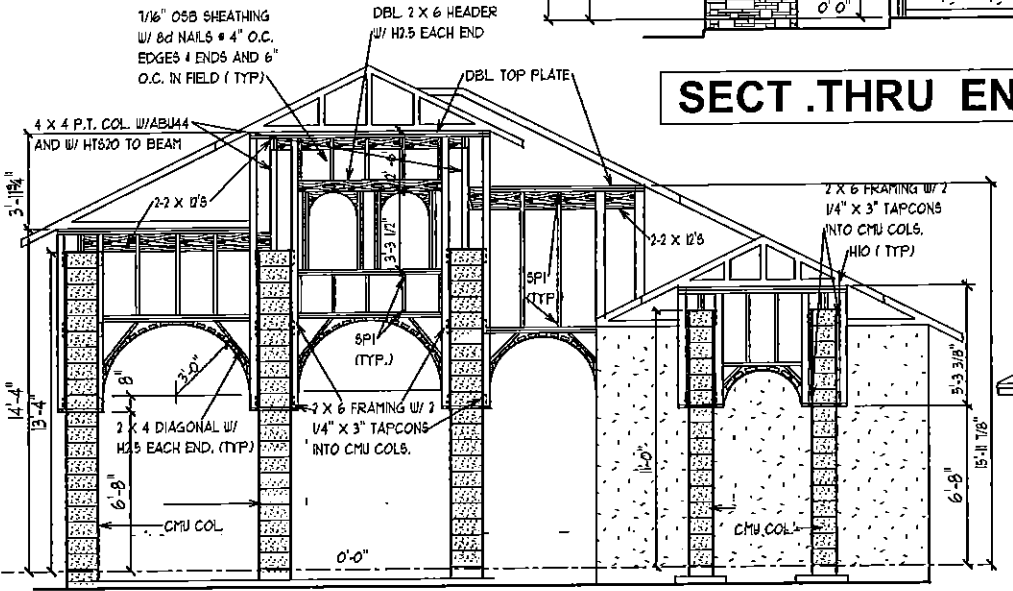 7/16" OSB SHEATHING
W/ 8d NAILS @ 4" O.C.
EDGES & ENDS AND 6"
O.C. IN FIELD ( TYP)
DBL. 2 X 6 HEADER
W/ H2.5 EACH END
0'0"
SECT .THRU EN
DBL TOP PLATE
4 X 4 P.T. COL. W/ABU44
AND W/ HTS20 TO BEAM
3'-11¾"
2-2 X 12'S
3'-3 1/2"
2-2 X 12'S
2 X 6 FRAMING W/ 2
1/4" X 3" TAPCONS
INTO CMU COLS.
H10 ( TYP)
SP1
(TYP)
SP1
(TYP.)
14'-4"
13'-4"
8"
3'-0"
2 X 4 DIAGONAL W/
H2.5 EACH END. (TYP)
2 X 6 FRAMING W/ 2
1/4" X 3" TAPCONS
INTO CMU COLS.
6'-8"
CMU COL
0'-0"
11'-0"
CMU COL
5'-3 3/8"
6'-8"
15'-11 7/8"